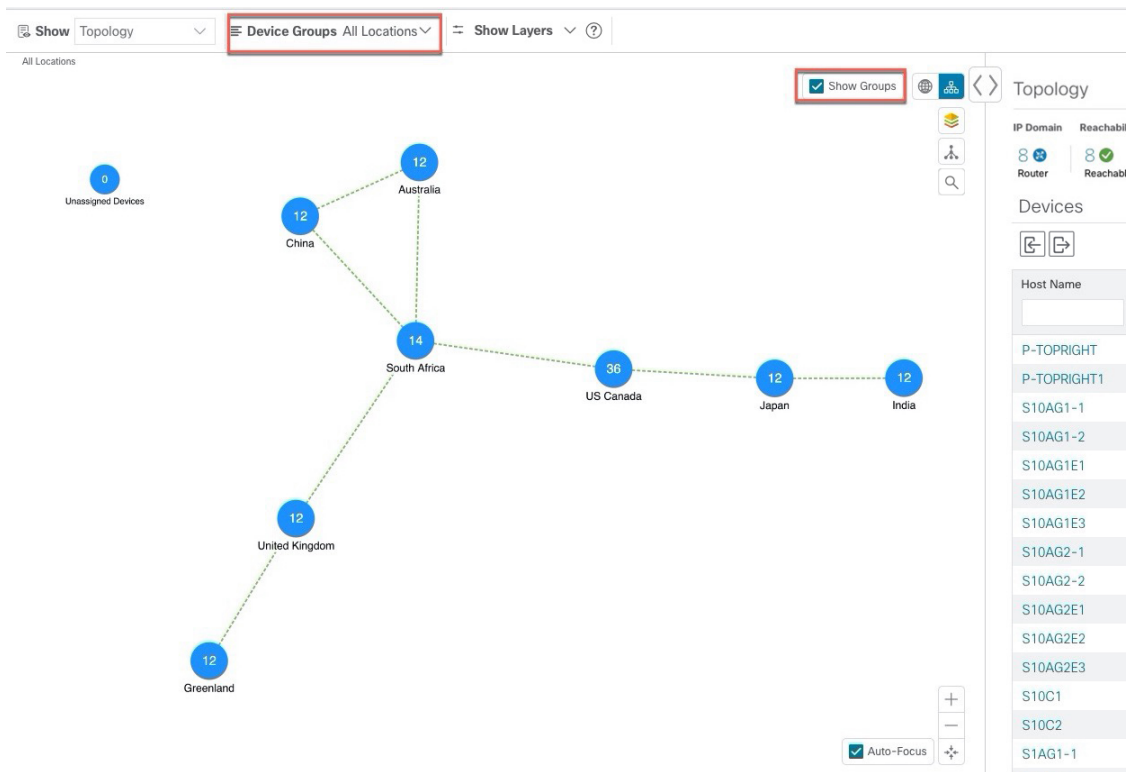 Show Topology Device Groups All Locations Show Layers ?
All Locations
Show Groups
0
Unassigned Devices
12
Australia
12
China
14
South Africa
36
US Canada
12
Japan
12
India
12
United Kingdom
12
Greenland
Auto-Focus
Topology
IP Domain Reachabil
8 8
Router Reachabl
Devices
Host Name
P-TOPRIGHT
P-TOPRIGHT1
S10AG1-1
S10AG1-2
S10AG1E1
S10AG1E2
S10AG1E3
S10AG2-1
S10AG2-2
S10AG2E1
S10AG2E2
S10AG2E3
S10C1
S10C2
S1AG1-1